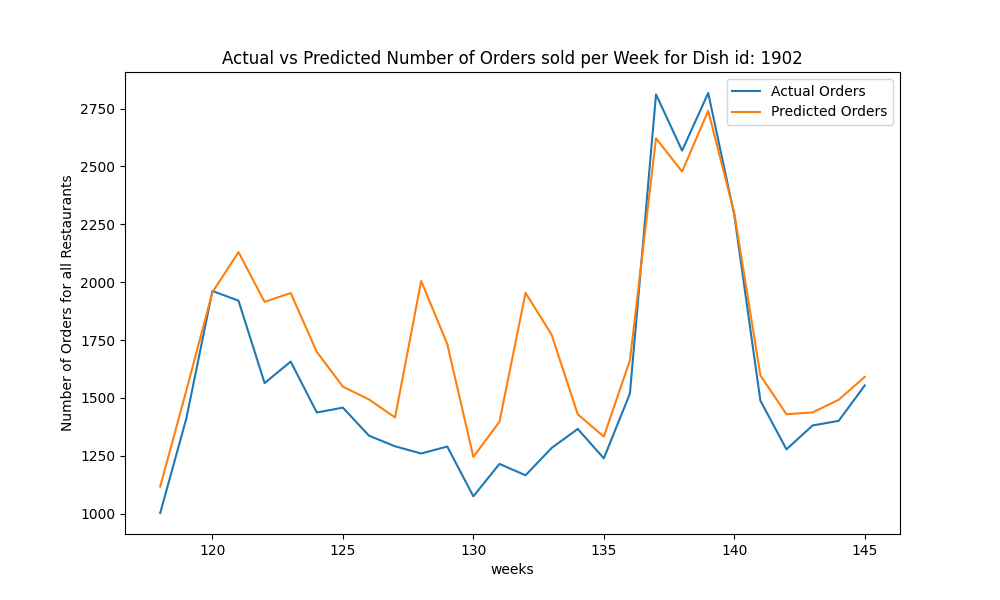 Actual vs Predicted Number of Orders sold per Week for Dish id: 1902
Actual Orders
Predicted Orders
Number of Orders for all Restaurants
2750
2500
2250
2000
1750
1500
1250
1000
120 125 130 135 140 145
weeks